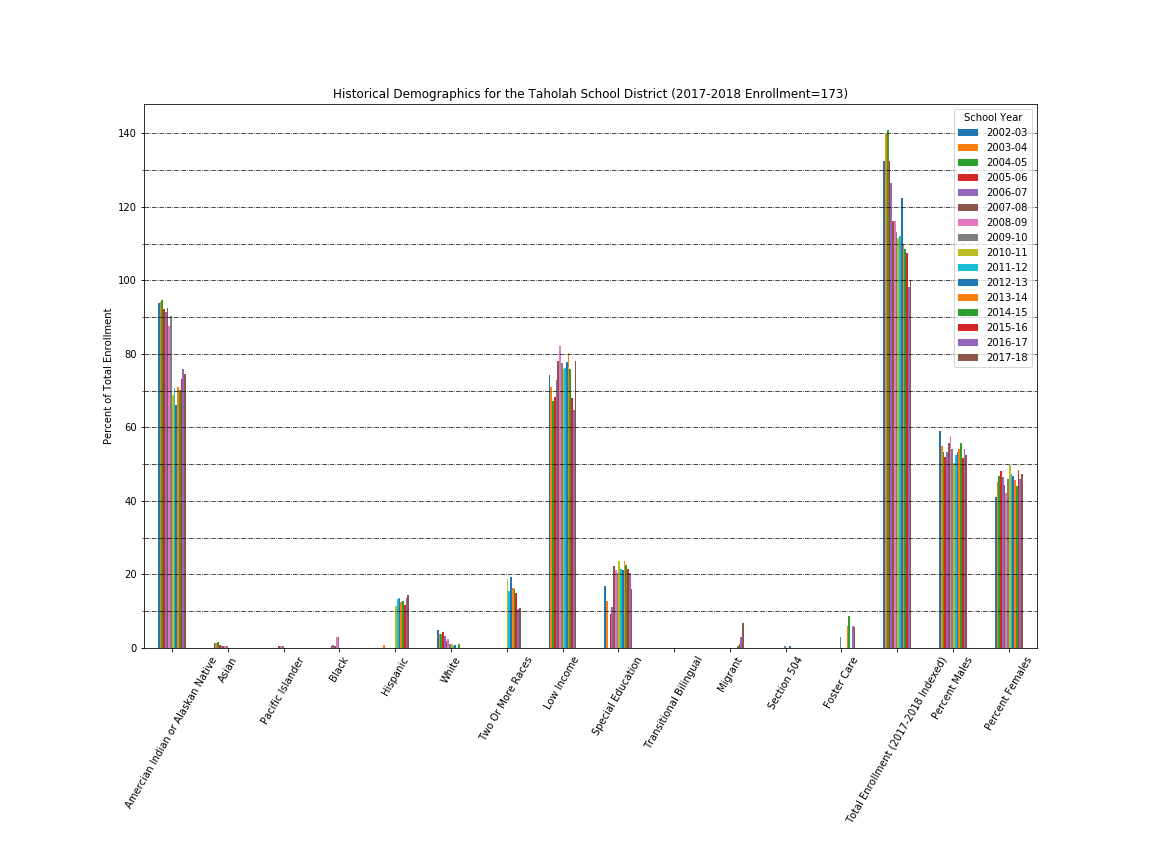 Historical Demographics for the Taholah School District (2017-2018 Enrollment=173)
Percent of Total Enrollment
140
120
100
80
60
40
20
0
School Year
2002-03
2003-04
2004-05
2005-06
2006-07
2007-08
2008-09
2009-10
2010-11
2011-12
2012-13
2013-14
2014-15
2015-16
2016-17
2017-18
Amercian Indian or Alaskan Native
Asian
Pacific Islander
Black
Hispanic
White
Two Or More Races
Low Income
Special Education
Transitional Bilingual
Migrant
Section 504
Foster Care
Total Enrollment (2017-2018 Indexed)
Percent Males
Percent Females